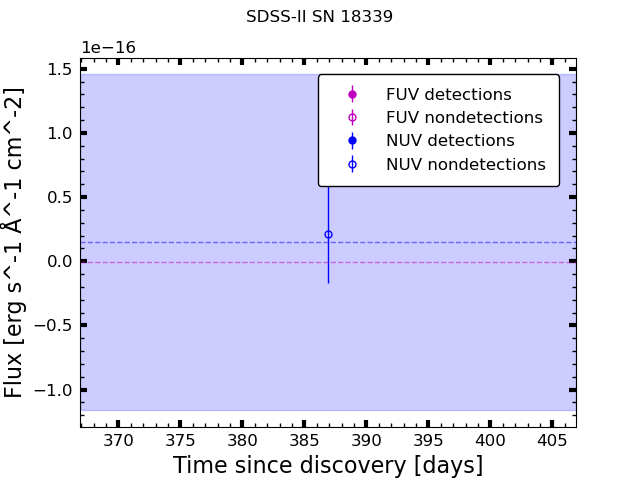 SDSS-II SN 18339
1e−16
1.5
1.0
0.5
0.0
−0.5
−1.0
Flux [erg s^-1 Å^-1 cm^-2]
FUV detections
FUV nondetections
NUV detections
NUV nondetections
370 375 380 385 390 395 400 405
Time since discovery [days]